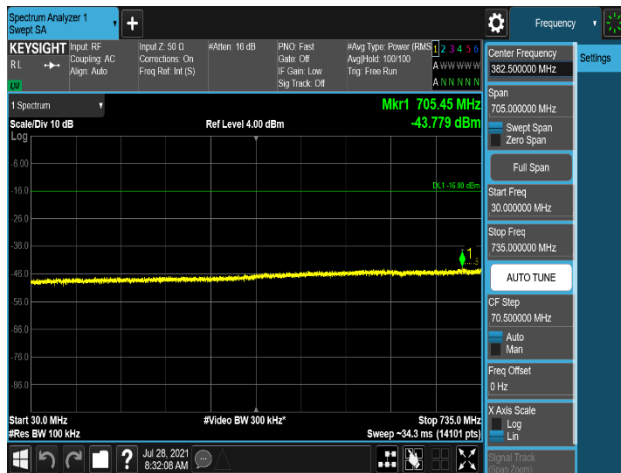 Spectrum Analyzer 1
Swept SA
Frequency
KEYSIGHT
R L
Input: RF
Coupling: AC
Align: Auto
Input Z: 50 Ω
Corrections: On
Freq Ref: Int (S)
#Atten: 16 dB
PNO: Fast
Gate: Off
IF Gain: Low
Sig Track: Off
#Avg Type: Power (RMS
Avg|Hold: 100/100
Trig: Free Run
1 2 3 4 5 6
A W W W W W
A N N N N N
Center Frequency
382.500000 MHz
Settings
Span
705.000000 MHz
Swept Span
Zero Span
Full Span
Start Freq
30.000000 MHz
Stop Freq
735.000000 MHz
AUTO TUNE
CF Step
70.500000 MHz
Auto
Man
Freq Offset
0 Hz
X Axis Scale
Log
Lin
Signal Track
(Span Zoom)
1 Spectrum
Scale/Div 10 dB
Log
Ref Level 4.00 dBm
Mkr1 705.45 MHz
-43.779 dBm
-6.00
-16.0
DL1 -16.00 dBm
-26.0
-36.0
1
-46.0
-56.0
-66.0
-76.0
-86.0
Start 30.0 MHz
#Video BW 300 kHz*
Stop 735.0 MHz
#Res BW 100 kHz
Sweep ~34.3 ms (14101 pts)
?
Jul 28, 2021
8:32:08 AM